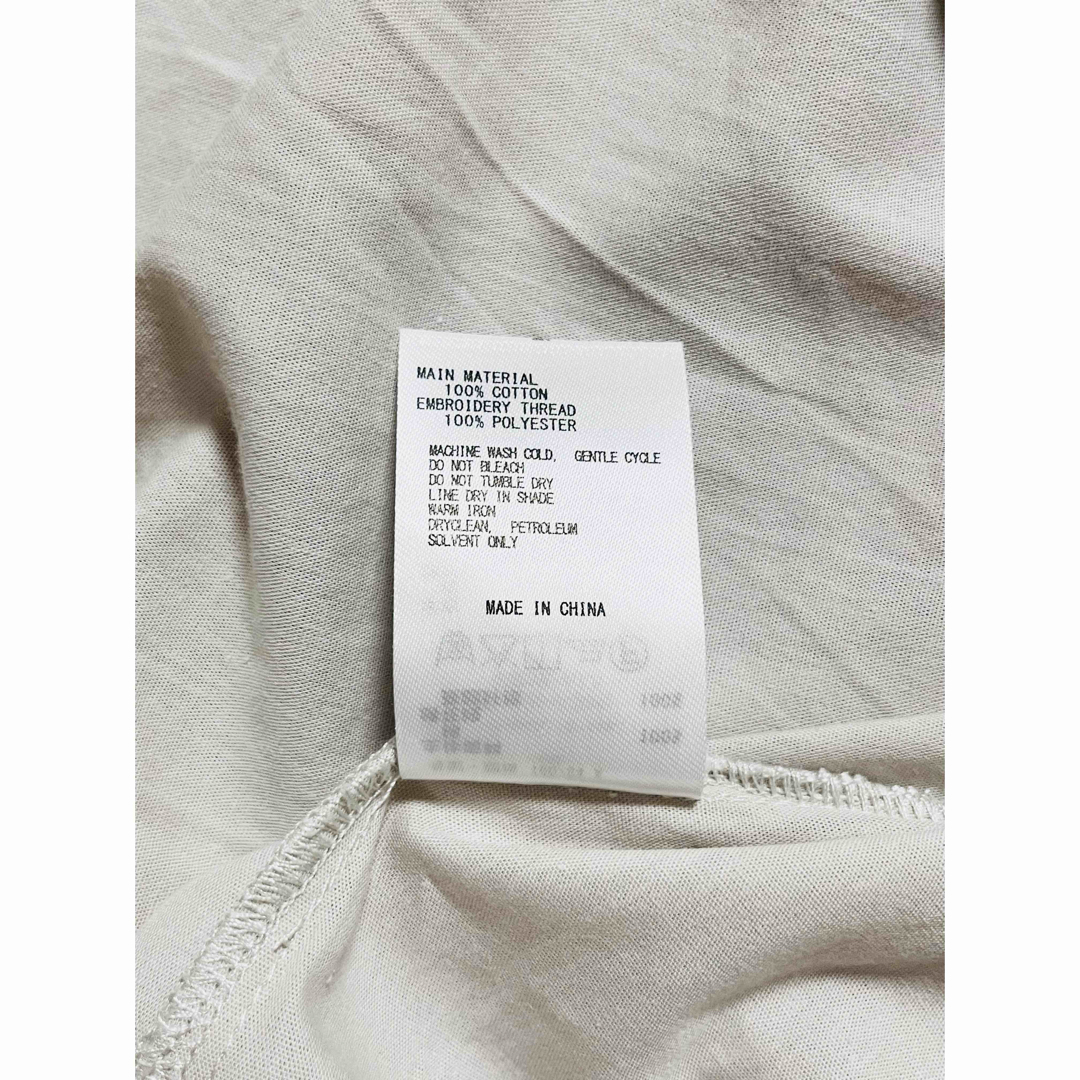 MAIN MATERIAL
100% COTTON
EMBROIDERY THREAD
100% POLYESTER
MACHINE WASH COLD, GENTLE CYCLE
DO NOT BLEACH
DO NOT TUMBLE DRY
LINE DRY IN SHADE
WARM IRON
DRYCLEAN, PETROLEUM
SOLVENT ONLY
MADE IN CHINA